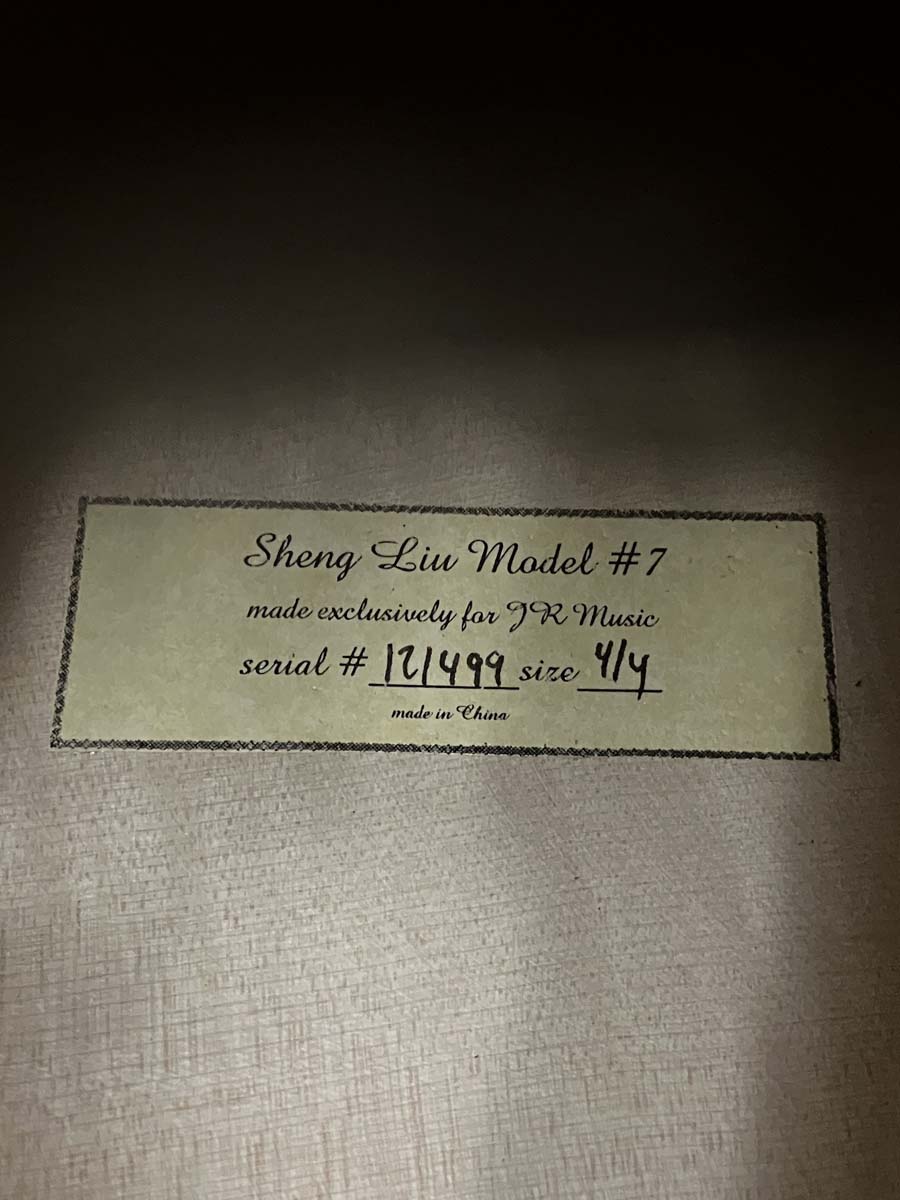 Sheng Liu Model #7
made exclusively for JR Music
serial # 121499 size 4/4
made in China